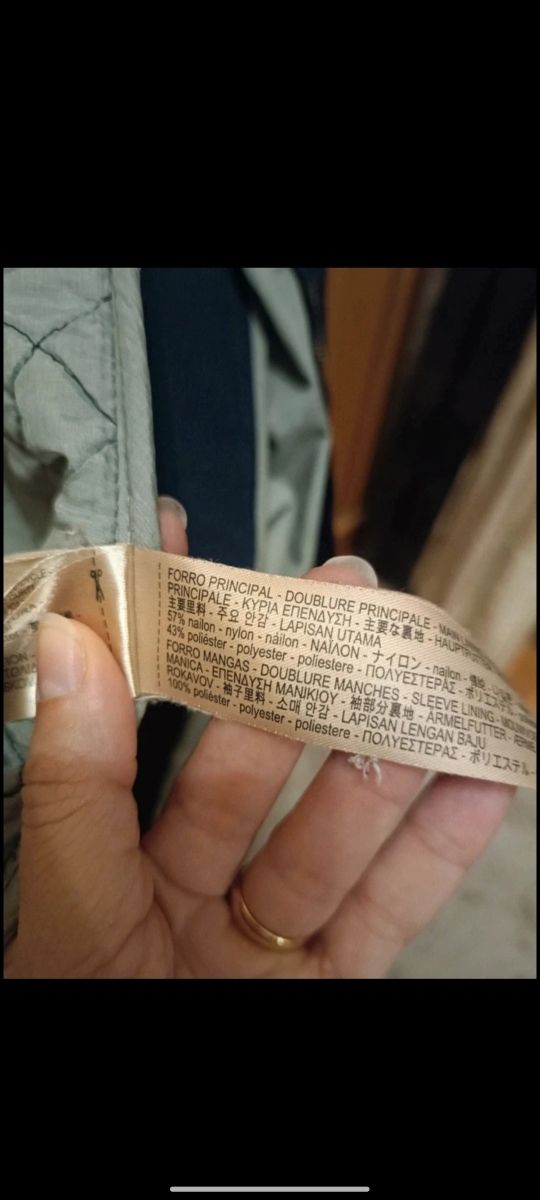 FORRO PRINCIPAL - DOUBLURE PRINCIPALE - MAIN
PRINCIPALE - ΚΥΡΙΑ ΕΠΕΝΔΥΣΗ - 主要な裏地 - HAUPTFUTTER
主要里料 - 주요 안감 - LAPISAN UTAMA
57% nailon - nylon - náilon - ΝΑΪΛΟΝ - ナイロン - nailon -
43% poliéster - polyester - poliestere - ΠΟΛΥΕΣΤΕΡΑΣ - ポリエステル -
FORRO MANGAS - DOUBLURE MANCHES - SLEEVE LINING -
MANICA - ΕΠΕΝΔΥΣΗ ΜΑΝΙΚΙΟΥ - 袖部分裏地 - ÄRMELFUTTER -
ROKAVOV - 袖子里料 - 소매 안감 - LAPISAN LENGAN BAJU
100% poliéster - polyester - poliestere - ΠΟΛΥΕΣΤΕΡΑΣ - ポリエステル -